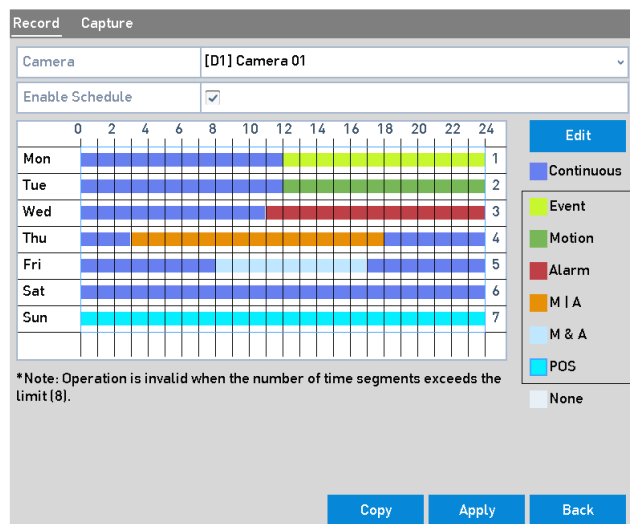 Record Capture
Camera [D1] Camera 01
Enable Schedule
0 2 4 6 8 10 12 14 16 18 20 22 24
Edit
Mon 1
Continuous
Tue 2
Event
Wed 3
Motion
Thu 4
Alarm
Fri 5
M | A
Sat 6
M & A
Sun 7
POS
None
*Note: Operation is invalid when the number of time segments exceeds the
limit (8).
Copy Apply Back